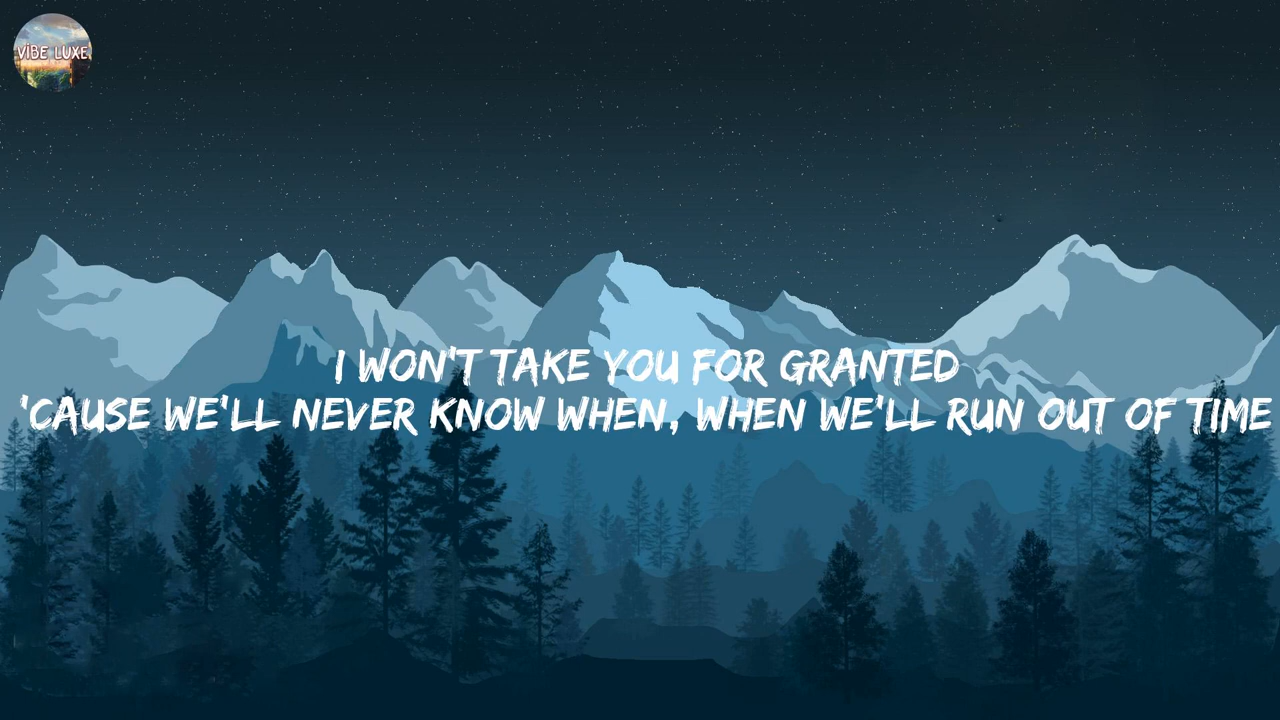 VIBE LUXE
I WON'T TAKE YOU FOR GRANTED
'CAUSE WE'LL NEVER KNOW WHEN, WHEN WE'LL RUN OUT OF TIME